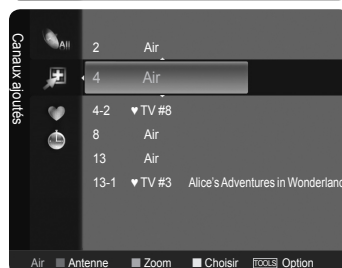 Canaux ajoutés
All
2 Air
4 Air
4-2 ♥ TV #8
8 Air
13 Air
13-1 ♥ TV #3 Alice's Adventures in Wonderland
Air Antenne Zoom Choisir TOOLS Option